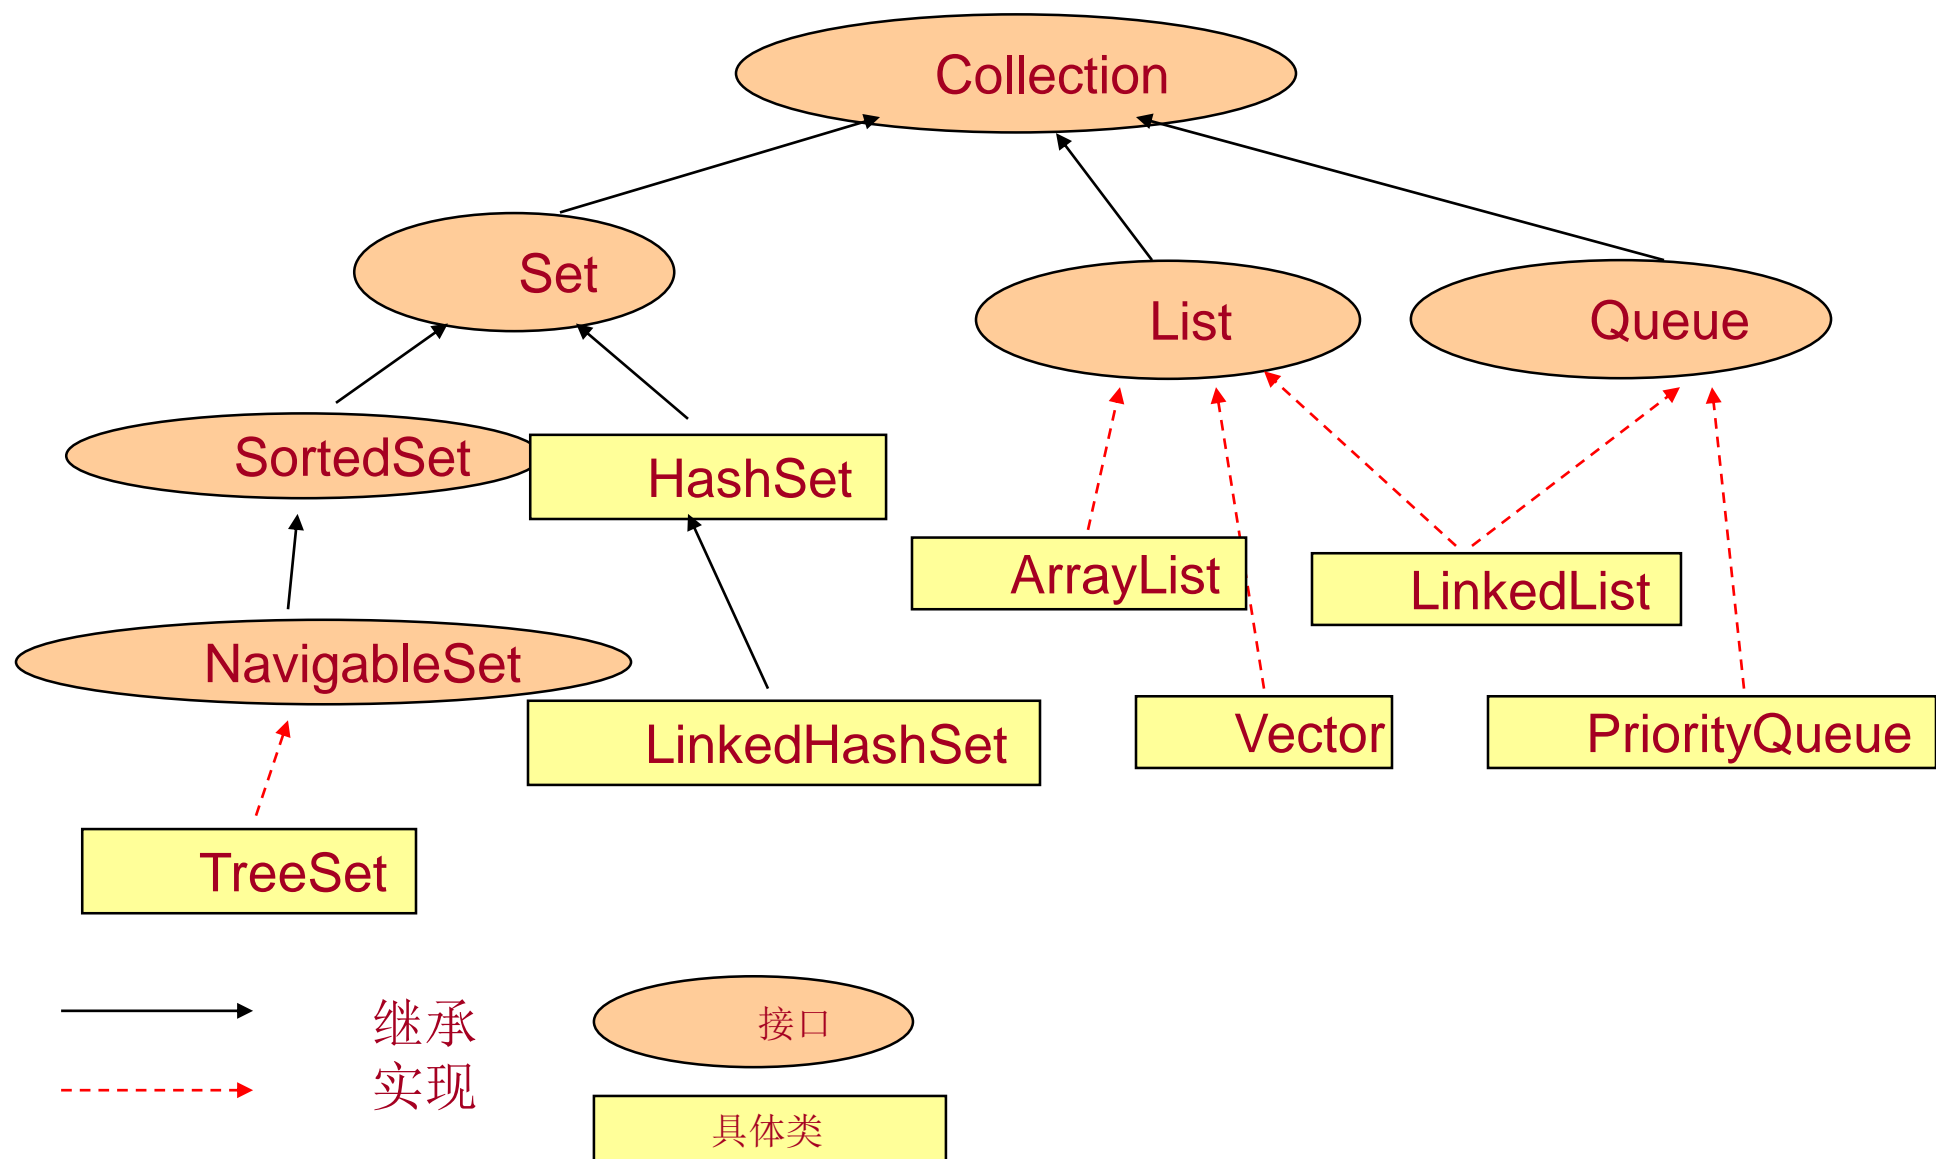 Collection
Set
List
Queue
SortedSet
HashSet
ArrayList
LinkedList
NavigableSet
LinkedHashSet
Vector
PriorityQueue
TreeSet
继承
接口
实现
具体类